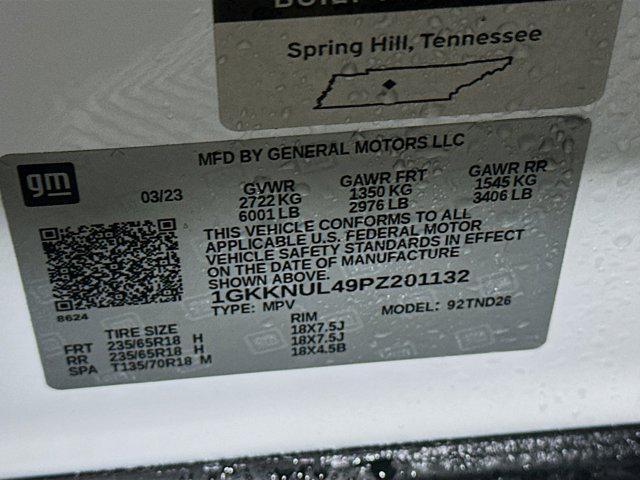 Spring Hill, Tennessee
MFD BY GENERAL MOTORS LLC
gm
03/23
GVWR GAWR FRT GAWR RR
2722 KG 1350 KG 1545 KG
6001 LB 2976 LB 3406 LB
THIS VEHICLE CONFORMS TO ALL
APPLICABLE U.S. FEDERAL MOTOR
VEHICLE SAFETY STANDARDS IN EFFECT
ON THE DATE OF MANUFACTURE
SHOWN ABOVE.
1GKKNUL49PZ201132
8624
TYPE: MPV MODEL: 92TND26
TIRE SIZE RIM
FRT 235/65R18 H 18X7.5J
RR 235/65R18 H 18X7.5J
SPA T135/70R18 M 18X4.5B